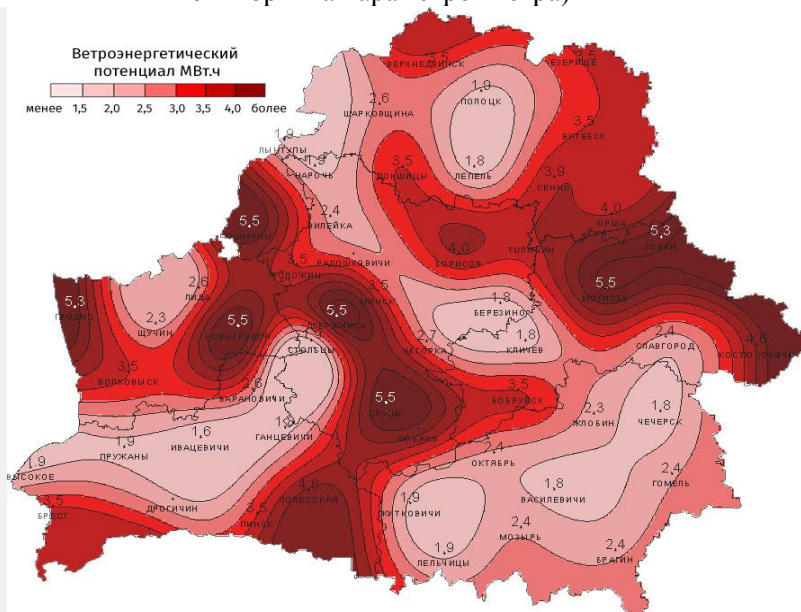 Ветроэнергетический
потенциал МВт.ч
менее 1,5 2,0 2,5 3,0 3,5 4,0 более
3,5
ВЕРХНЕДВИНСК
1,9
ПОЛОЦК
3,5
ЕЗЕРИЩЕ
2,6
ШАРКОВЩИНА
3,5
ВИТЕБСК
1,9
ЛЫНТУПЫ
1,9
НАРОЧЬ
3,5
ДОКШИЦЫ
1,8
ЛЕПЕЛЬ
3,9
СЕННО
2,4
ВИЛЕЙКА
5,5
ОШМЯНЫ
4,0
ОРША
5,3
ГОРКИ
4,0
БОРИСОВ
ТОЛОЧИН
РАДОШКОВИЧИ
3,5
ВОЛОЖИН
3,5
МИНСК
5,5
МОГИЛЕВ
2,6
ЛИДА
5,3
ГРОДНО
2,3
ЩУЧИН
5,5
НОВОГРУДОК
5,5
ДЗЕРЖИНСК
1,8
БЕРЕЗИНО
1,9
СТОЛБЦЫ
2,7
М.ГОРКА
1,8
КЛИЧЕВ
2,4
СЛАВГОРОД
4,6
КОСТЮКОВИЧИ
3,5
ВОЛКОВЫСК
2,6
БАРАНОВИЧИ
5,5
СЛУЦК
3,5
БОБРУЙСК
2,3
ЖЛОБИН
1,8
ЧЕЧЕРСК
1,9
ГАНЦЕВИЧИ
ЛЮБАНЬ
1,6
ИВАЦЕВИЧИ
1,9
ПРУЖАНЫ
1,9
ВЫСОКОЕ
2,4
ОКТЯБРЬ
2,4
ГОМЕЛЬ
3,5
БРЕСТ
ДРОГИЧИН
3,5
ПИНСК
ПОЛЕССКАЯ
1,9
ЖИТКОВИЧИ
1,8
ВАСИЛЕВИЧИ
2,4
МОЗЫРЬ
1,9
ЛЕЛЬЧИЦЫ
2,4
БРАГИН